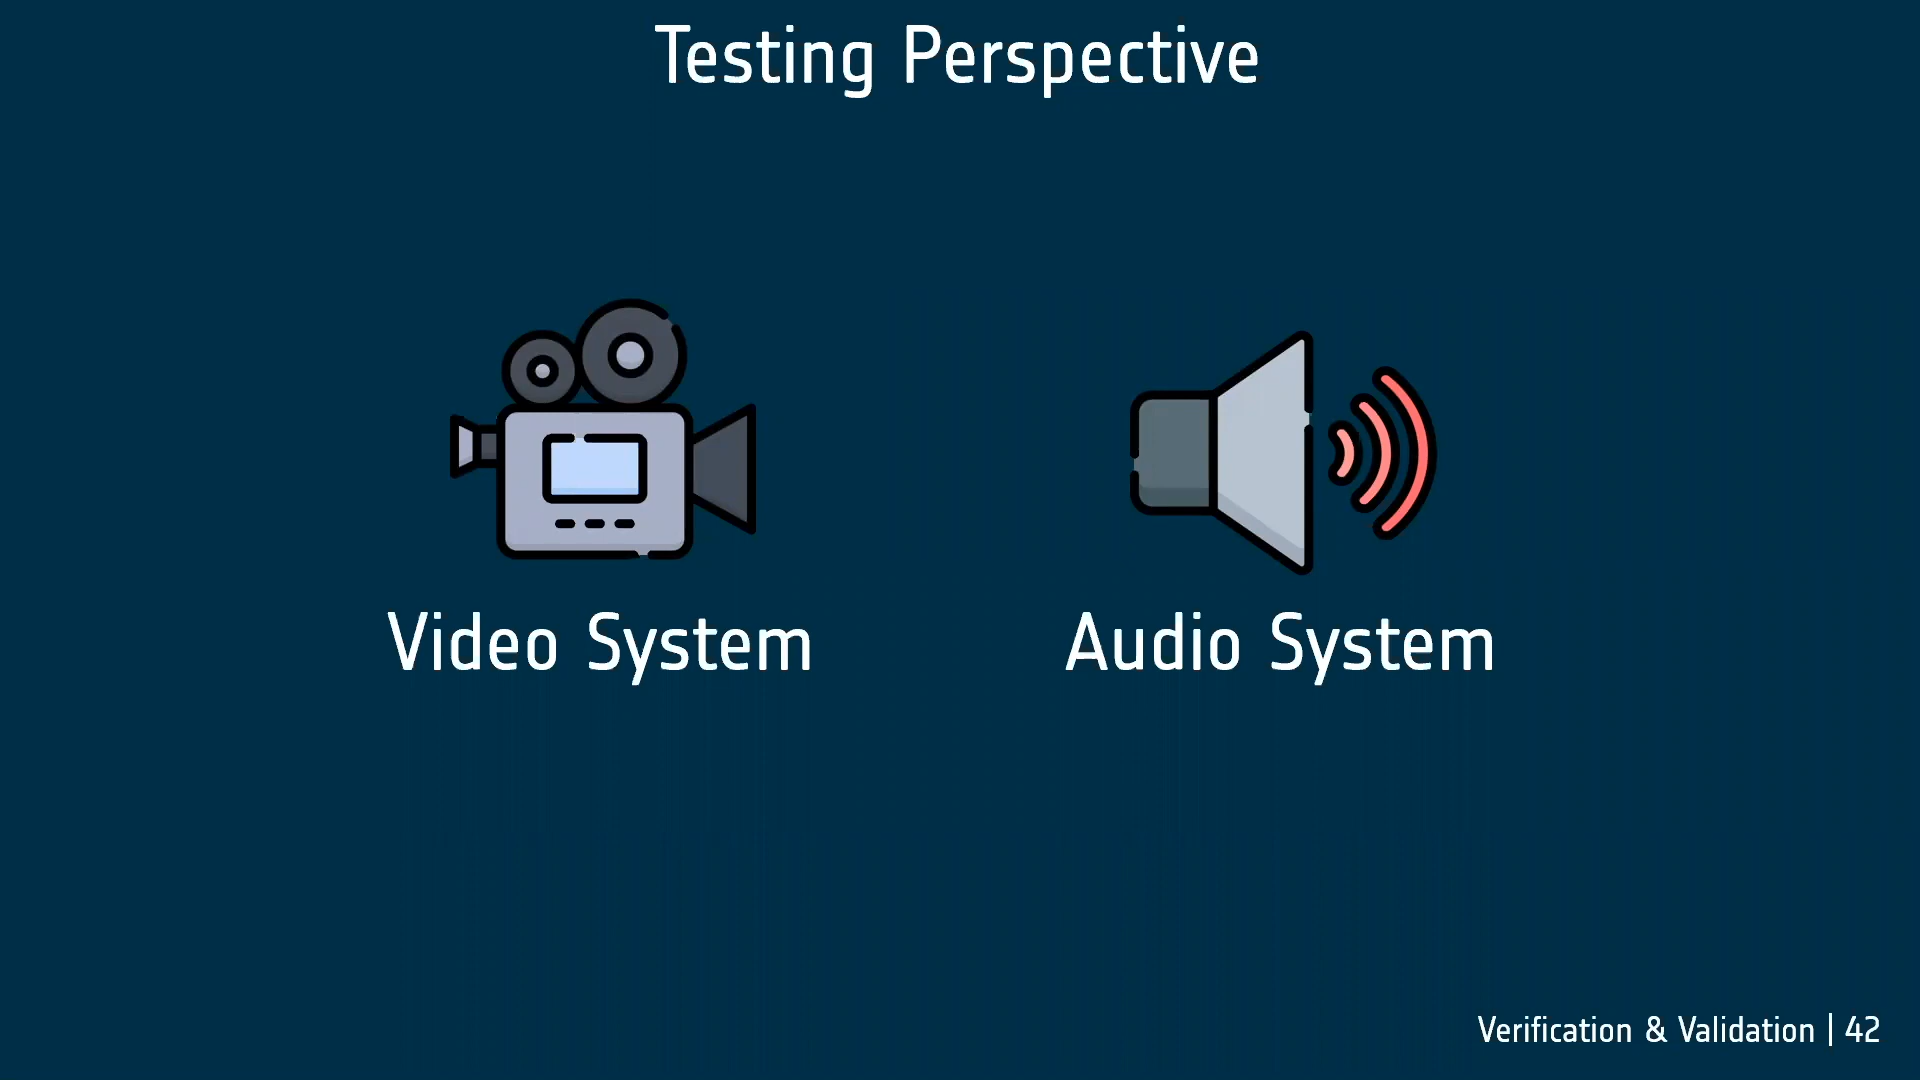 Testing Perspective
Video System
Audio System
Verification & Validation | 42